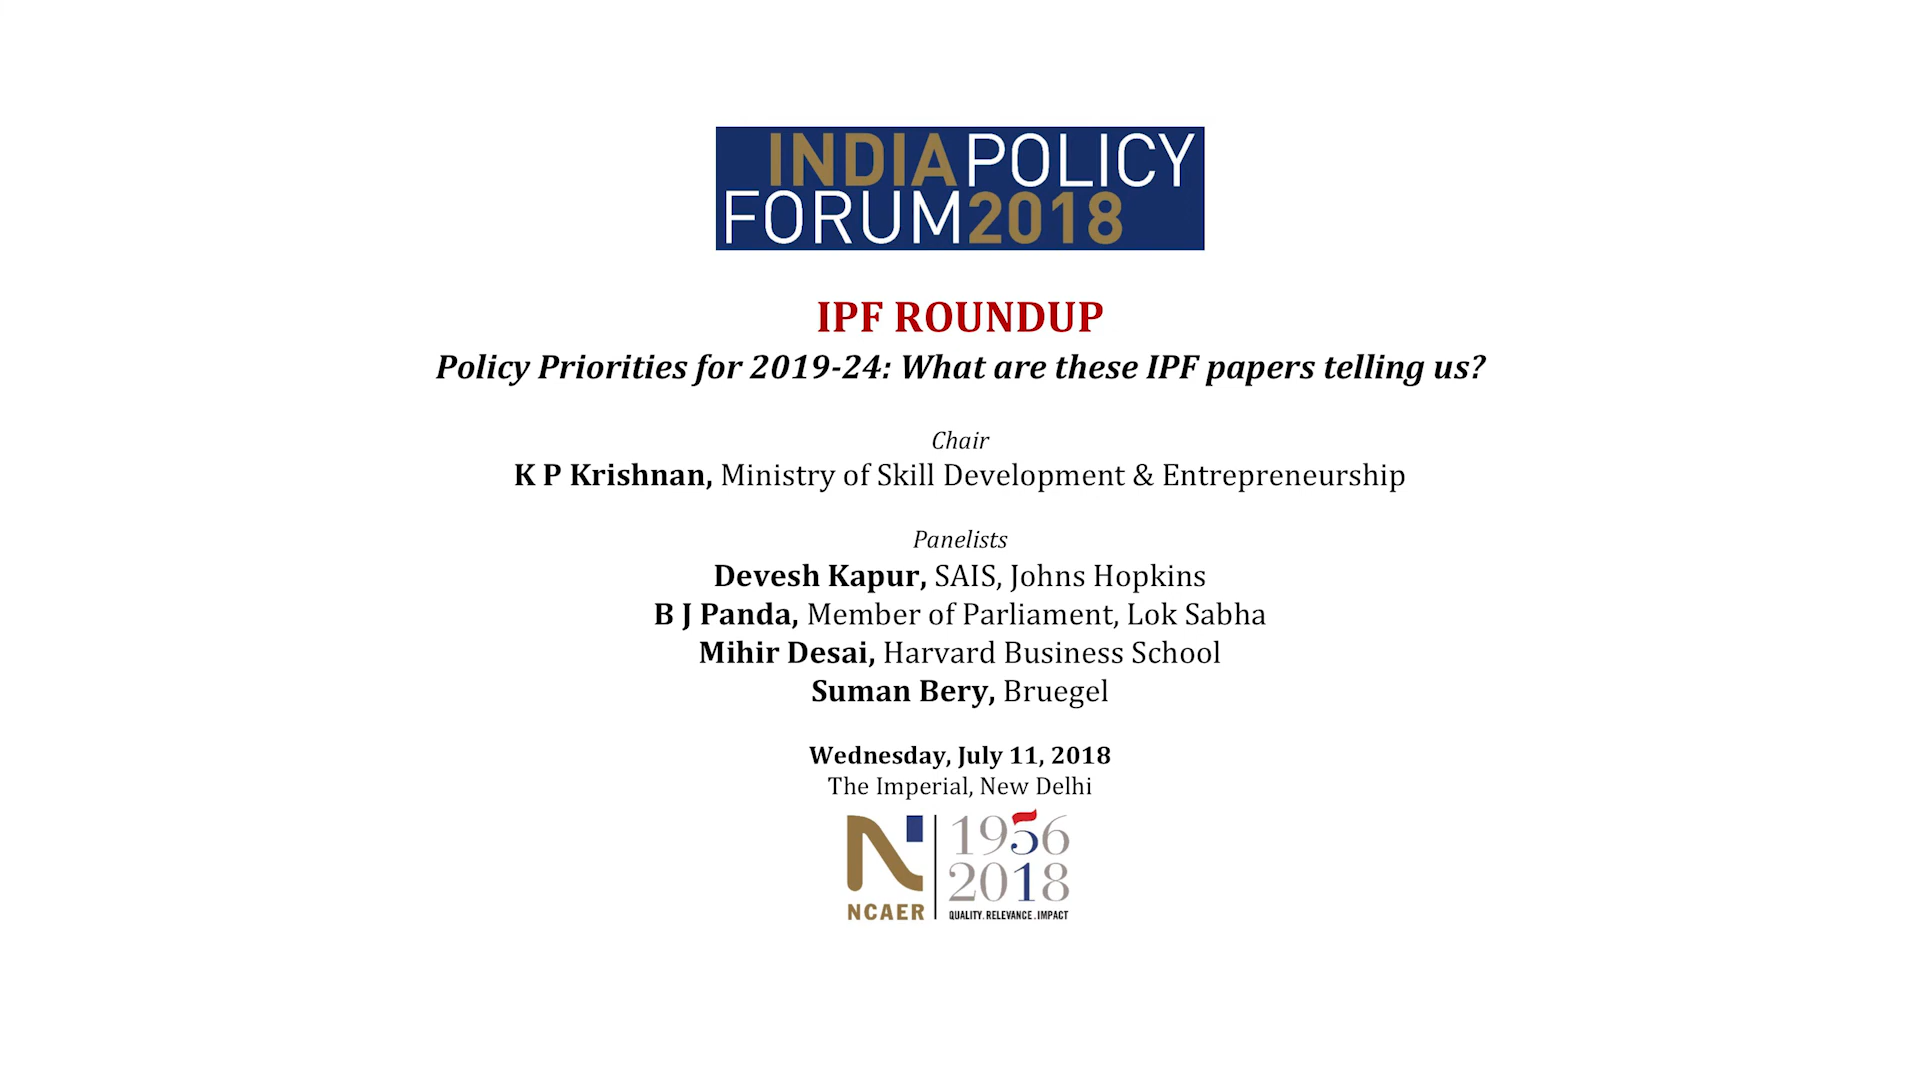 INDIA POLICY
FORUM 2018
IPF ROUNDUP
Policy Priorities for 2019-24: What are these IPF papers telling us?
Chair
K P Krishnan, Ministry of Skill Development & Entrepreneurship
Panelists
Devesh Kapur, SAIS, Johns Hopkins
B J Panda, Member of Parliament, Lok Sabha
Mihir Desai, Harvard Business School
Suman Bery, Bruegel
Wednesday, July 11, 2018
The Imperial, New Delhi
NCAER
1956
2018
QUALITY. RELEVANCE. IMPACT